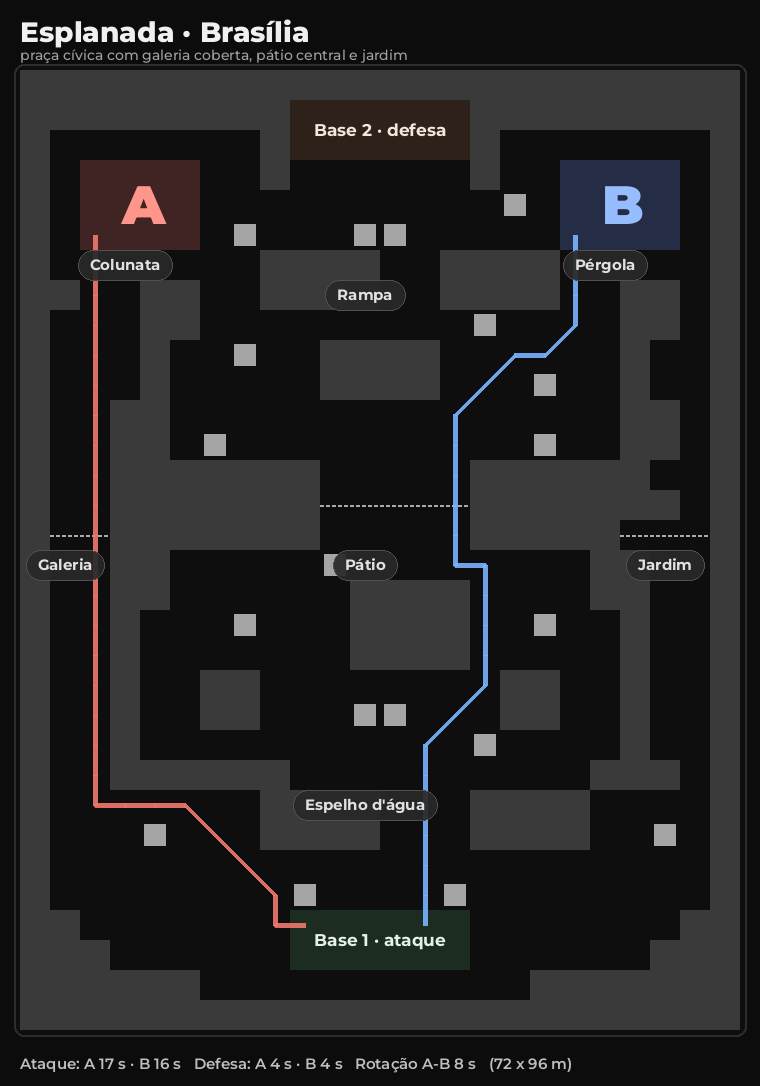 Esplanada · Brasília
praça cívica com galeria coberta, pátio central e jardim
Base 2 · defesa
A
B
Colunata
Pérgola
Rampa
Galeria
Pátio
Jardim
Espelho d'água
Base 1 · ataque
Ataque: A 17 s · B 16 s   Defesa: A 4 s · B 4 s   Rotação A-B 8 s   (72 x 96 m)